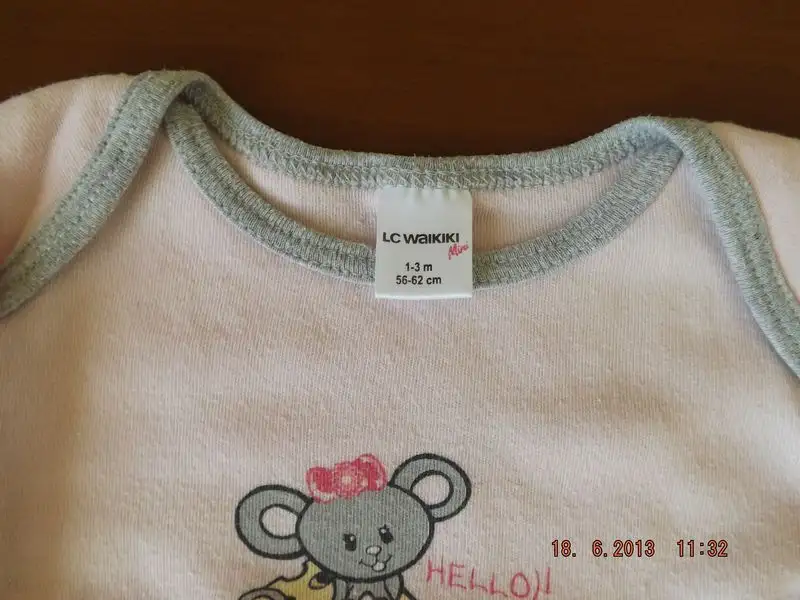 LC WAIKIKI
Mini
1-3 m
56-62 cm
HELLO!!
18. 6.2013 11:32